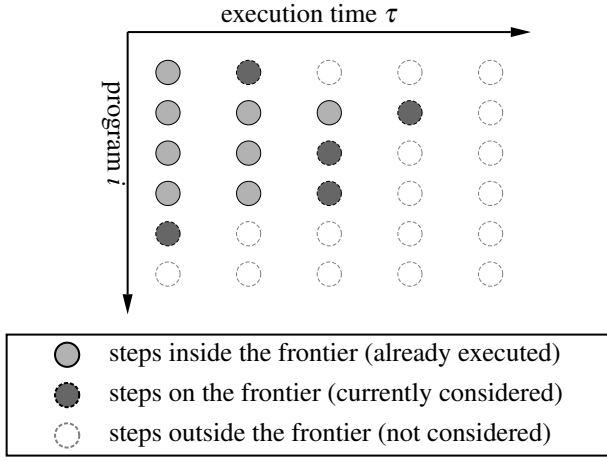 execution time τ
program i
steps inside the frontier (already executed)
steps on the frontier (currently considered)
steps outside the frontier (not considered)